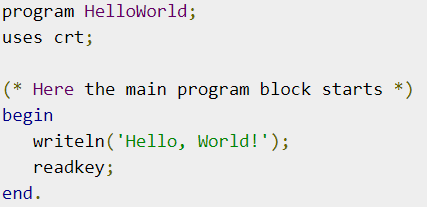 program HelloWorld;
uses crt;
(* Here the main program block starts *)
begin
writeln('Hello, World!');
readkey;
end.